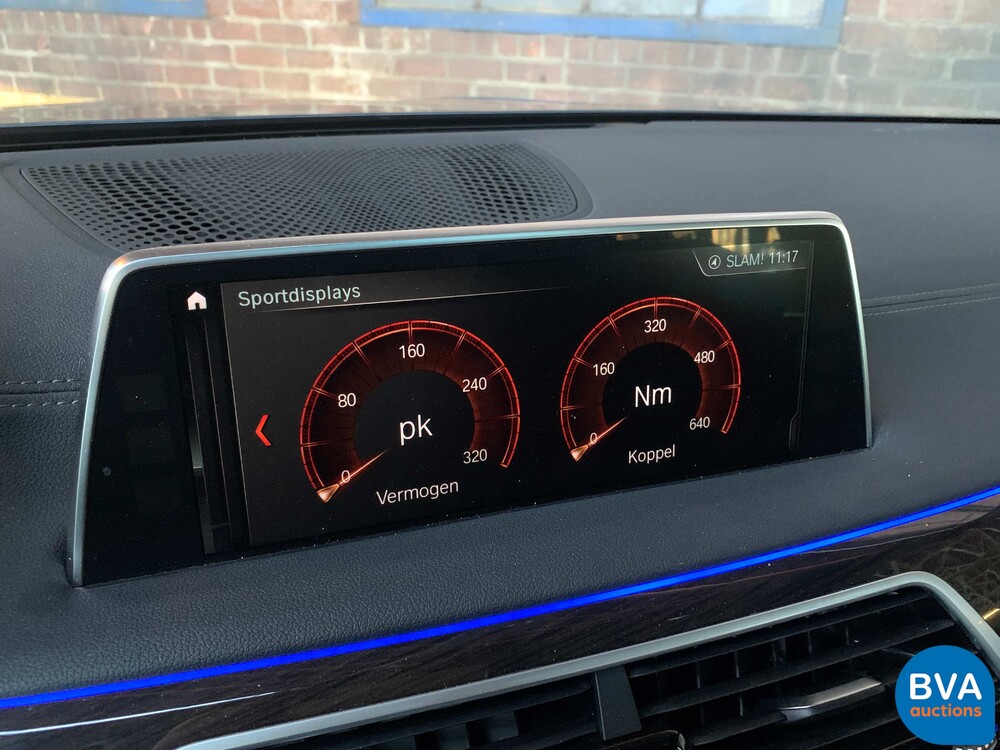 SLAM! 11:17
Sportdisplays
0 80 160 240 320
pk
Vermogen
0 160 320 480 640
Nm
Koppel
BVA
auctions